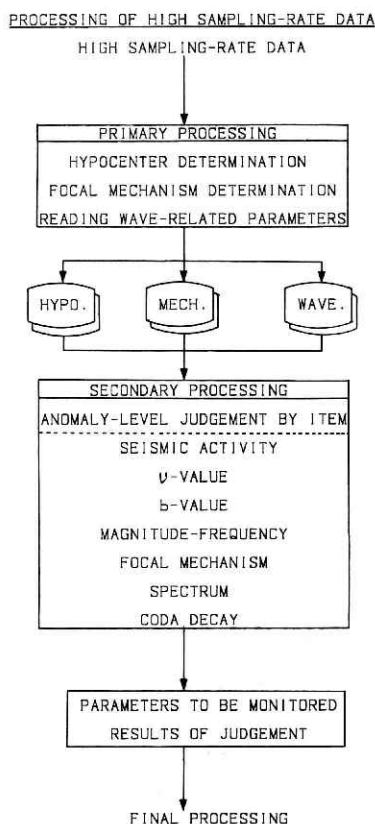 PROCESSING OF HIGH SAMPLING-RATE DATA
HIGH SAMPLING-RATE DATA
PRIMARY PROCESSING
HYPOCENTER DETERMINATION
FOCAL MECHANISM DETERMINATION
READING WAVE-RELATED PARAMETERS
HYPO. MECH. WAVE.
SECONDARY PROCESSING
ANOMALY-LEVEL JUDGEMENT BY ITEM
SEISMIC ACTIVITY
ν-VALUE
b-VALUE
MAGNITUDE-FREQUENCY
FOCAL MECHANISM
SPECTRUM
CODA DECAY
PARAMETERS TO BE MONITORED
RESULTS OF JUDGEMENT
FINAL PROCESSING